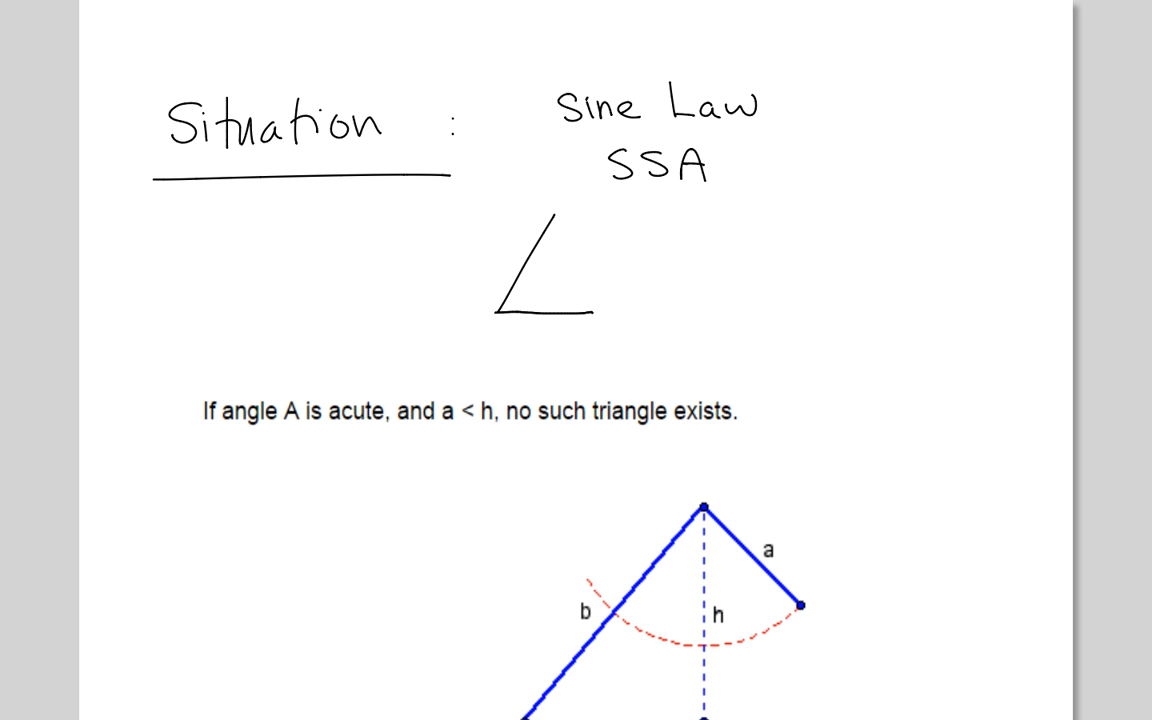 Situation : Sine Law
SSA
If angle A is acute, and a < h, no such triangle exists.
a
b
h